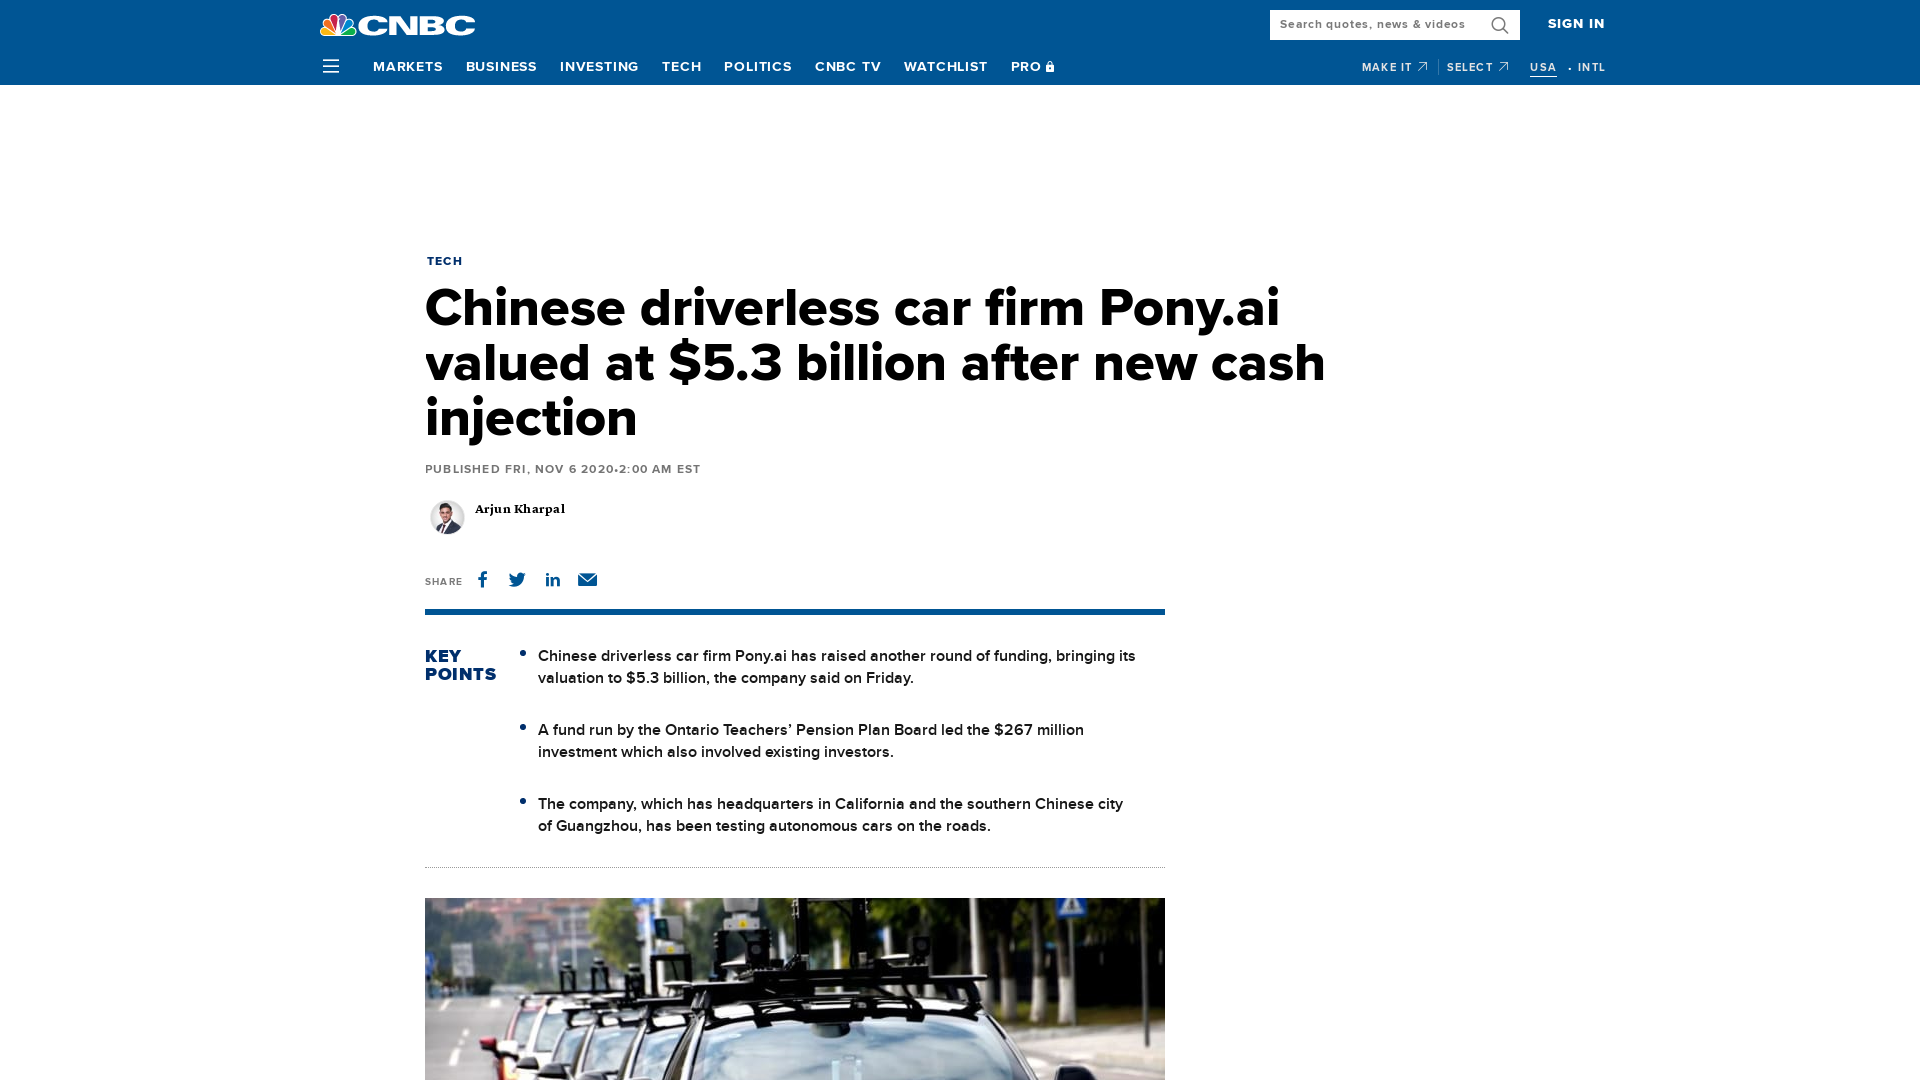 CNBC
Search quotes, news & videos
SIGN IN
MARKETS
BUSINESS
INVESTING
TECH
POLITICS
CNBC TV
WATCHLIST
PRO
MAKE IT
SELECT
USA
• INTL
TECH
Chinese driverless car firm Pony.ai
valued at $5.3 billion after new cash
injection
PUBLISHED FRI, NOV 6 2020•2:00 AM EST
Arjun Kharpal
SHARE
KEY
POINTS
• Chinese driverless car firm Pony.ai has raised another round of funding, bringing its
valuation to $5.3 billion, the company said on Friday.
• A fund run by the Ontario Teachers’ Pension Plan Board led the $267 million
investment which also involved existing investors.
• The company, which has headquarters in California and the southern Chinese city
of Guangzhou, has been testing autonomous cars on the roads.